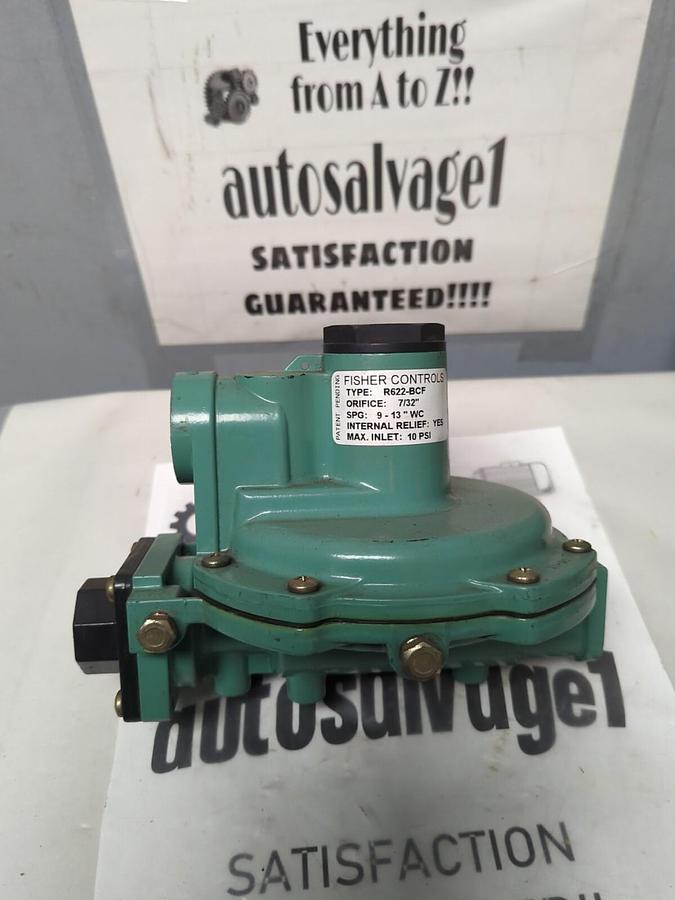 Everything
from A to Z!!
autosalvage1
SATISFACTION
GUARANTEED!!!!
PATENT PENDING
FISHER CONTROLS
TYPE: R622-BCF
ORIFICE: 7/32"
SPG: 9 - 13 " WC
INTERNAL RELIEF: YES
MAX. INLET: 10 PSI
autosalvage1
SATISFACTION